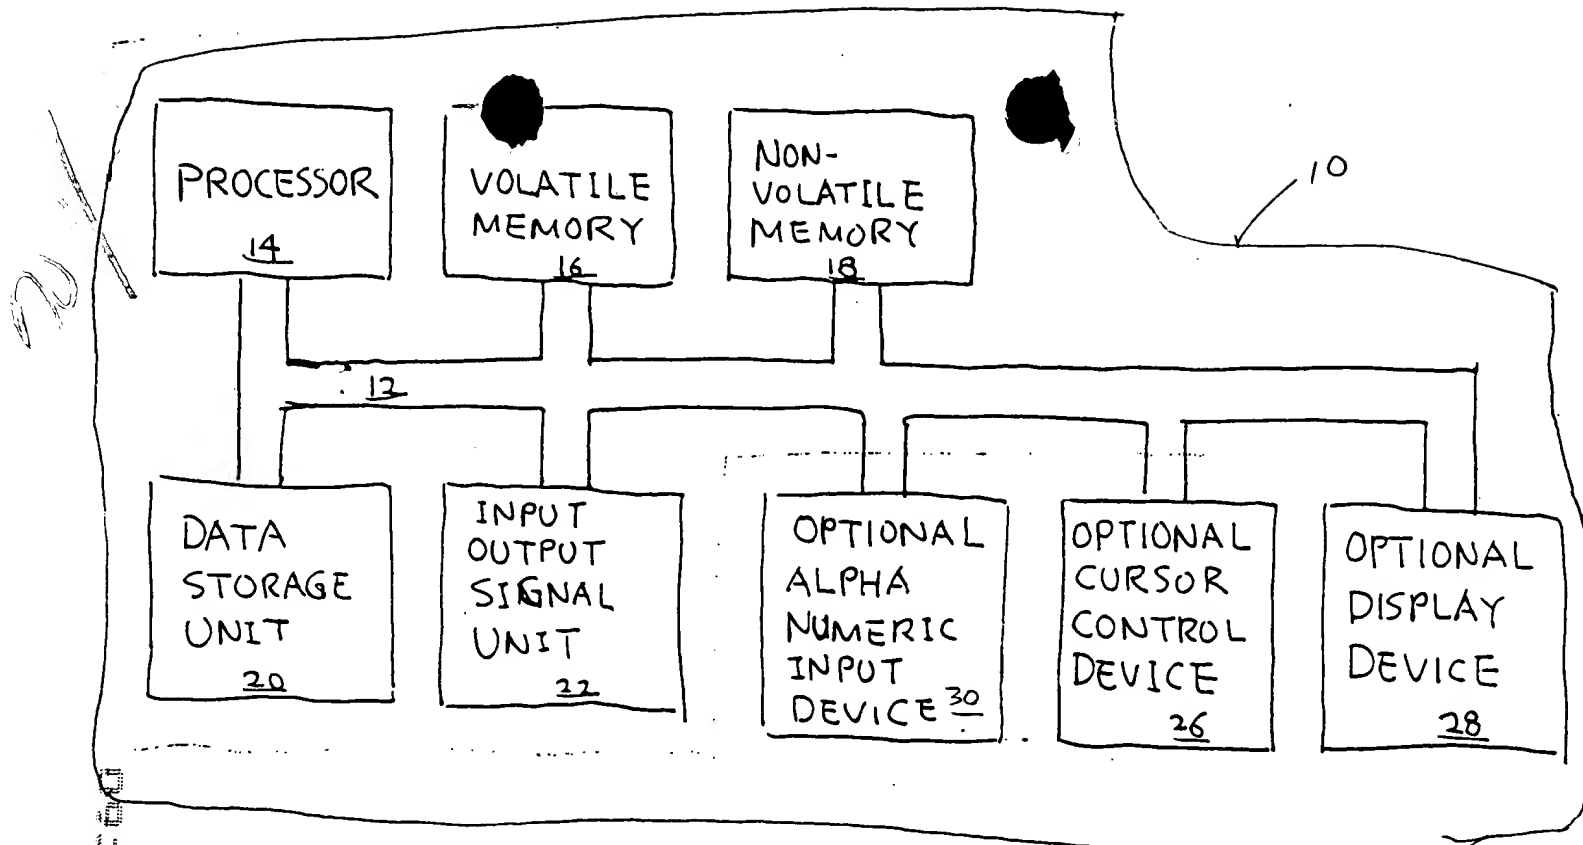 PROCESSOR
14
VOLATILE
MEMORY
16
NON-
VOLATILE
MEMORY
18
10
12
DATA
STORAGE
UNIT
20
INPUT
OUTPUT
SIGNAL
UNIT
22
OPTIONAL
ALPHA
NUMERIC
INPUT
DEVICE 30
OPTIONAL
CURSOR
CONTROL
DEVICE
26
OPTIONAL
DISPLAY
DEVICE
28